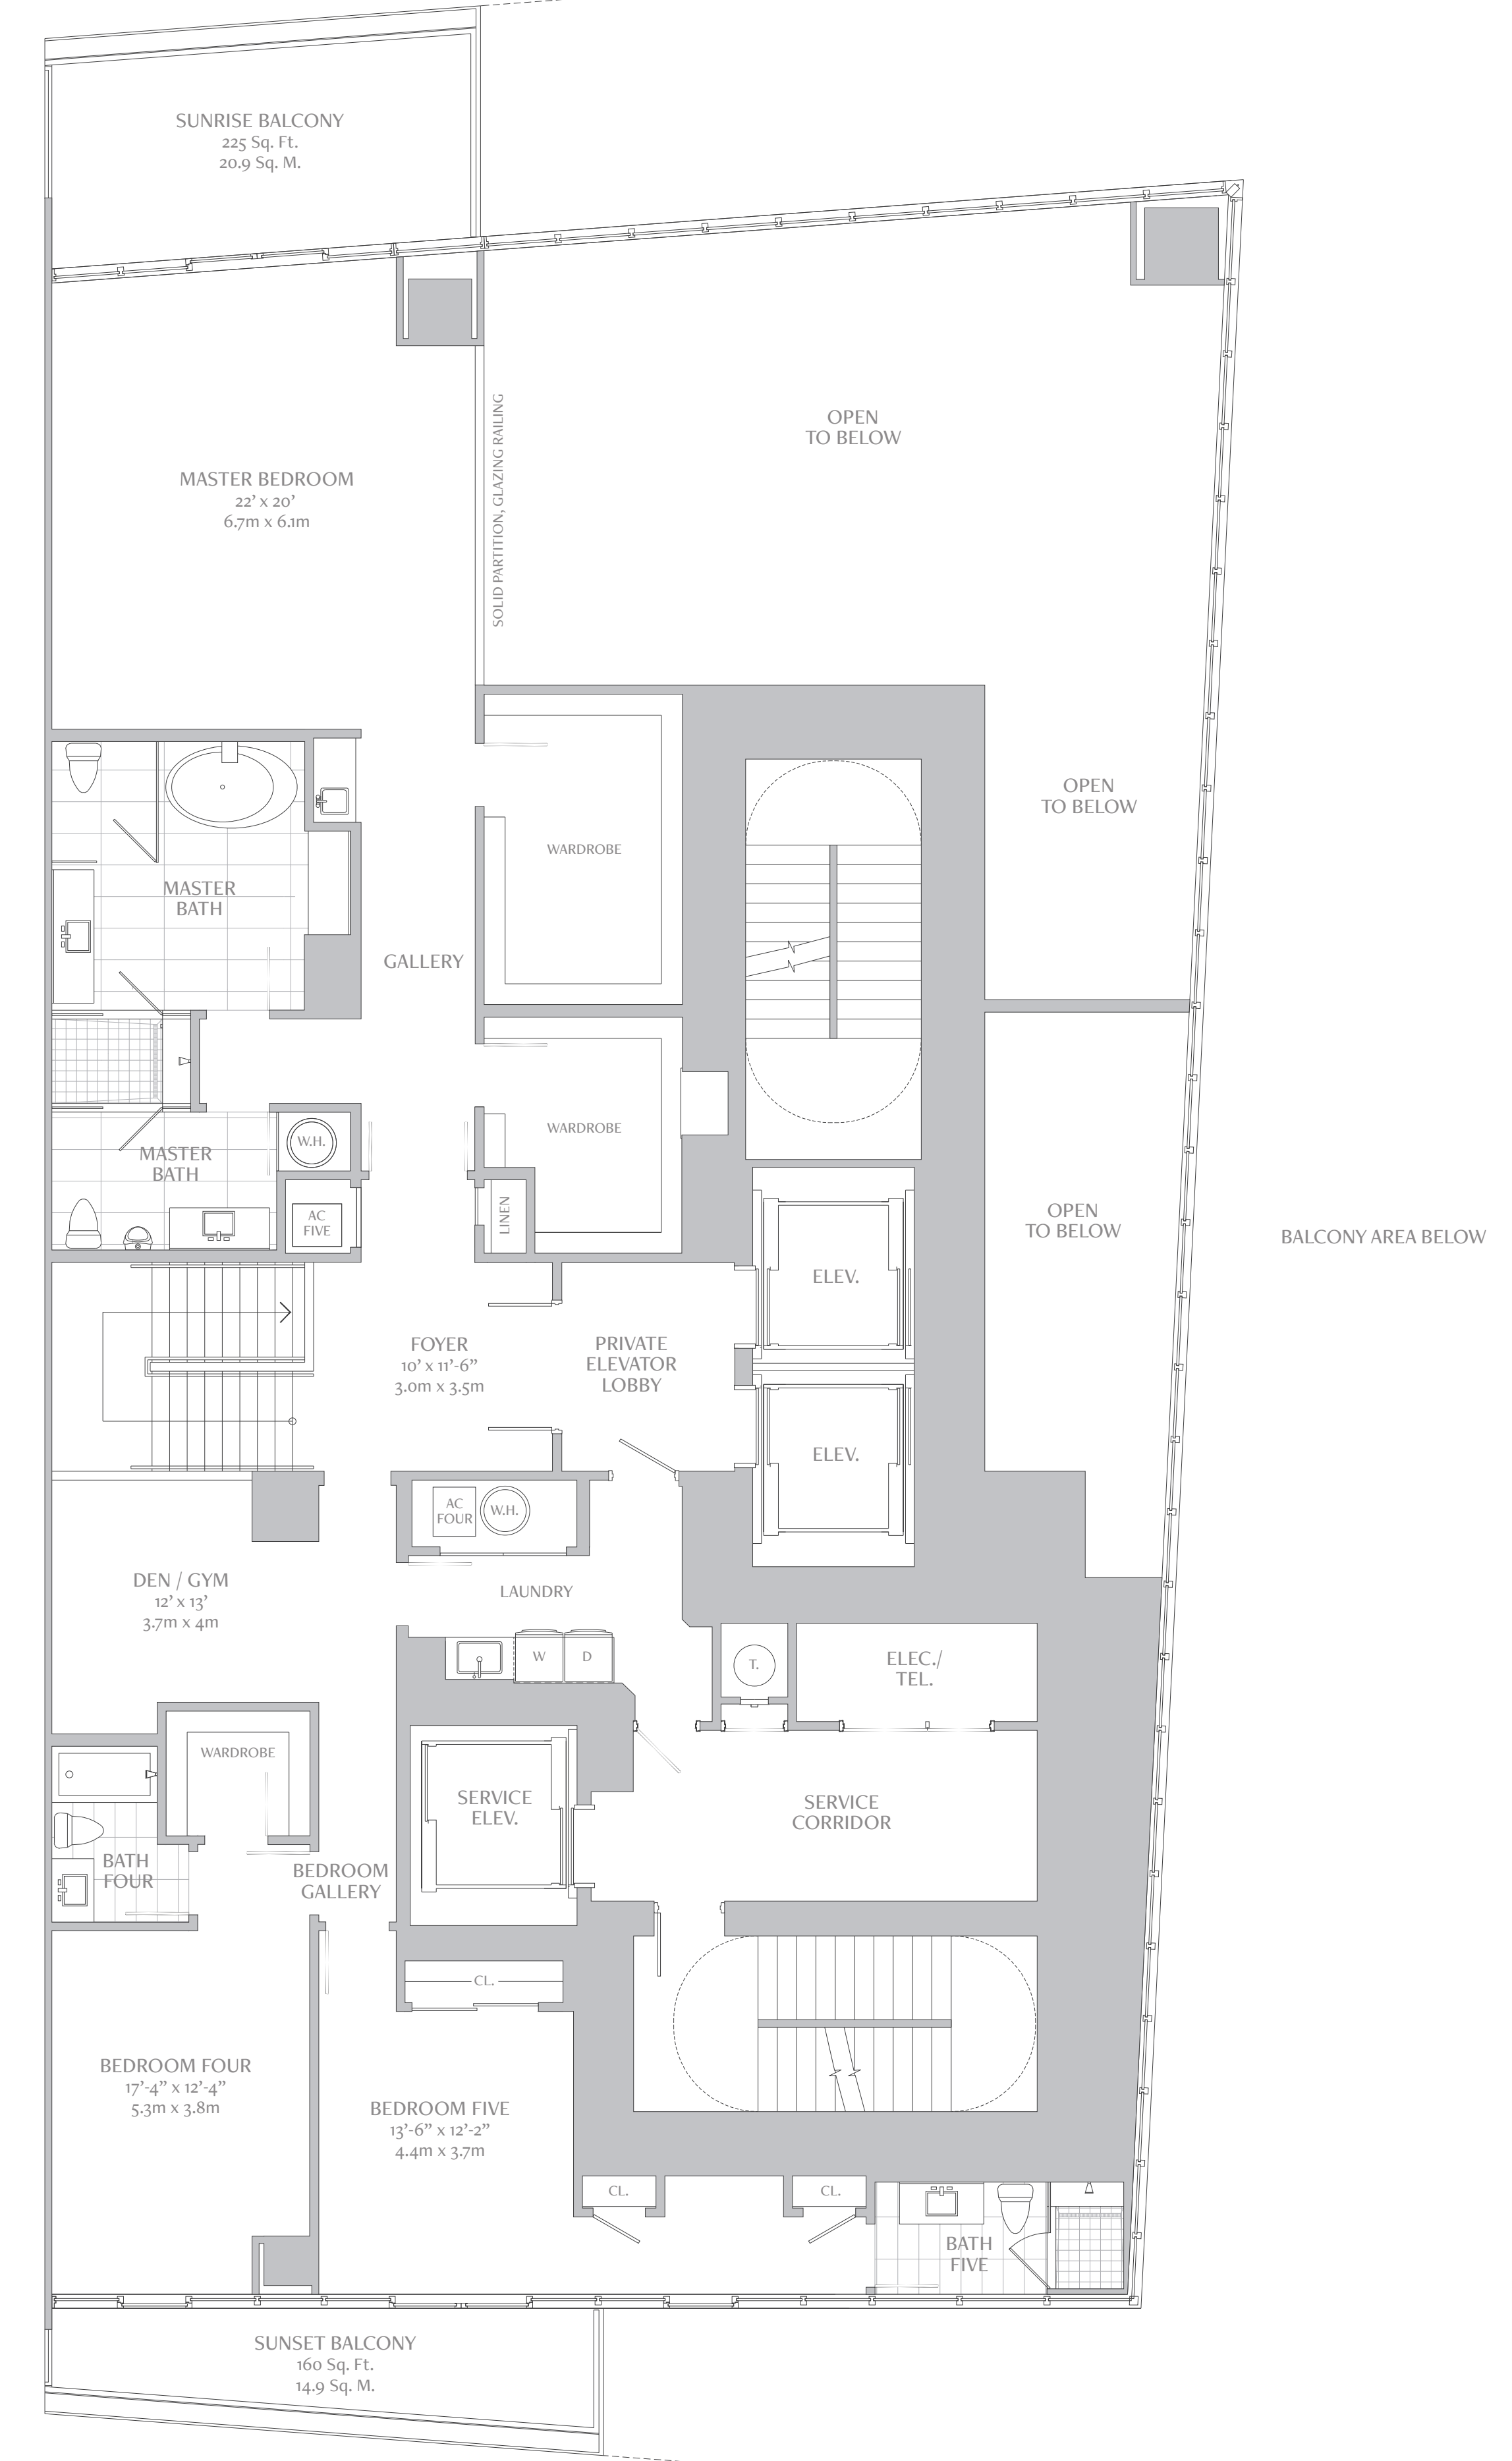 SUNRISE BALCONY
225 Sq. Ft.
20.9 Sq. M.
OPEN
TO BELOW
SOLID PARTITION, GLAZING RAILING
MASTER BEDROOM
22’ x 20’
6.7m x 6.1m
OPEN
TO BELOW
WARDROBE
MASTER
BATH
GALLERY
WARDROBE
W.H.
MASTER
BATH
AC
FIVE
LINEN
OPEN
TO BELOW
BALCONY AREA BELOW
ELEV.
FOYER
10’ x 11’-6”
3.0m x 3.5m
PRIVATE
ELEVATOR
LOBBY
ELEV.
AC
FOUR
W.H.
DEN / GYM
12’ x 13’
3.7m x 4m
LAUNDRY
W
D
T.
ELEC./
TEL.
WARDROBE
SERVICE
ELEV.
SERVICE
CORRIDOR
BATH
FOUR
BEDROOM
GALLERY
CL.
BEDROOM FOUR
17’-4” x 12’-4”
5.3m x 3.8m
BEDROOM FIVE
13’-6” x 12’-2”
4.4m x 3.7m
CL.
CL.
BATH
FIVE
SUNSET BALCONY
160 Sq. Ft.
14.9 Sq. M.